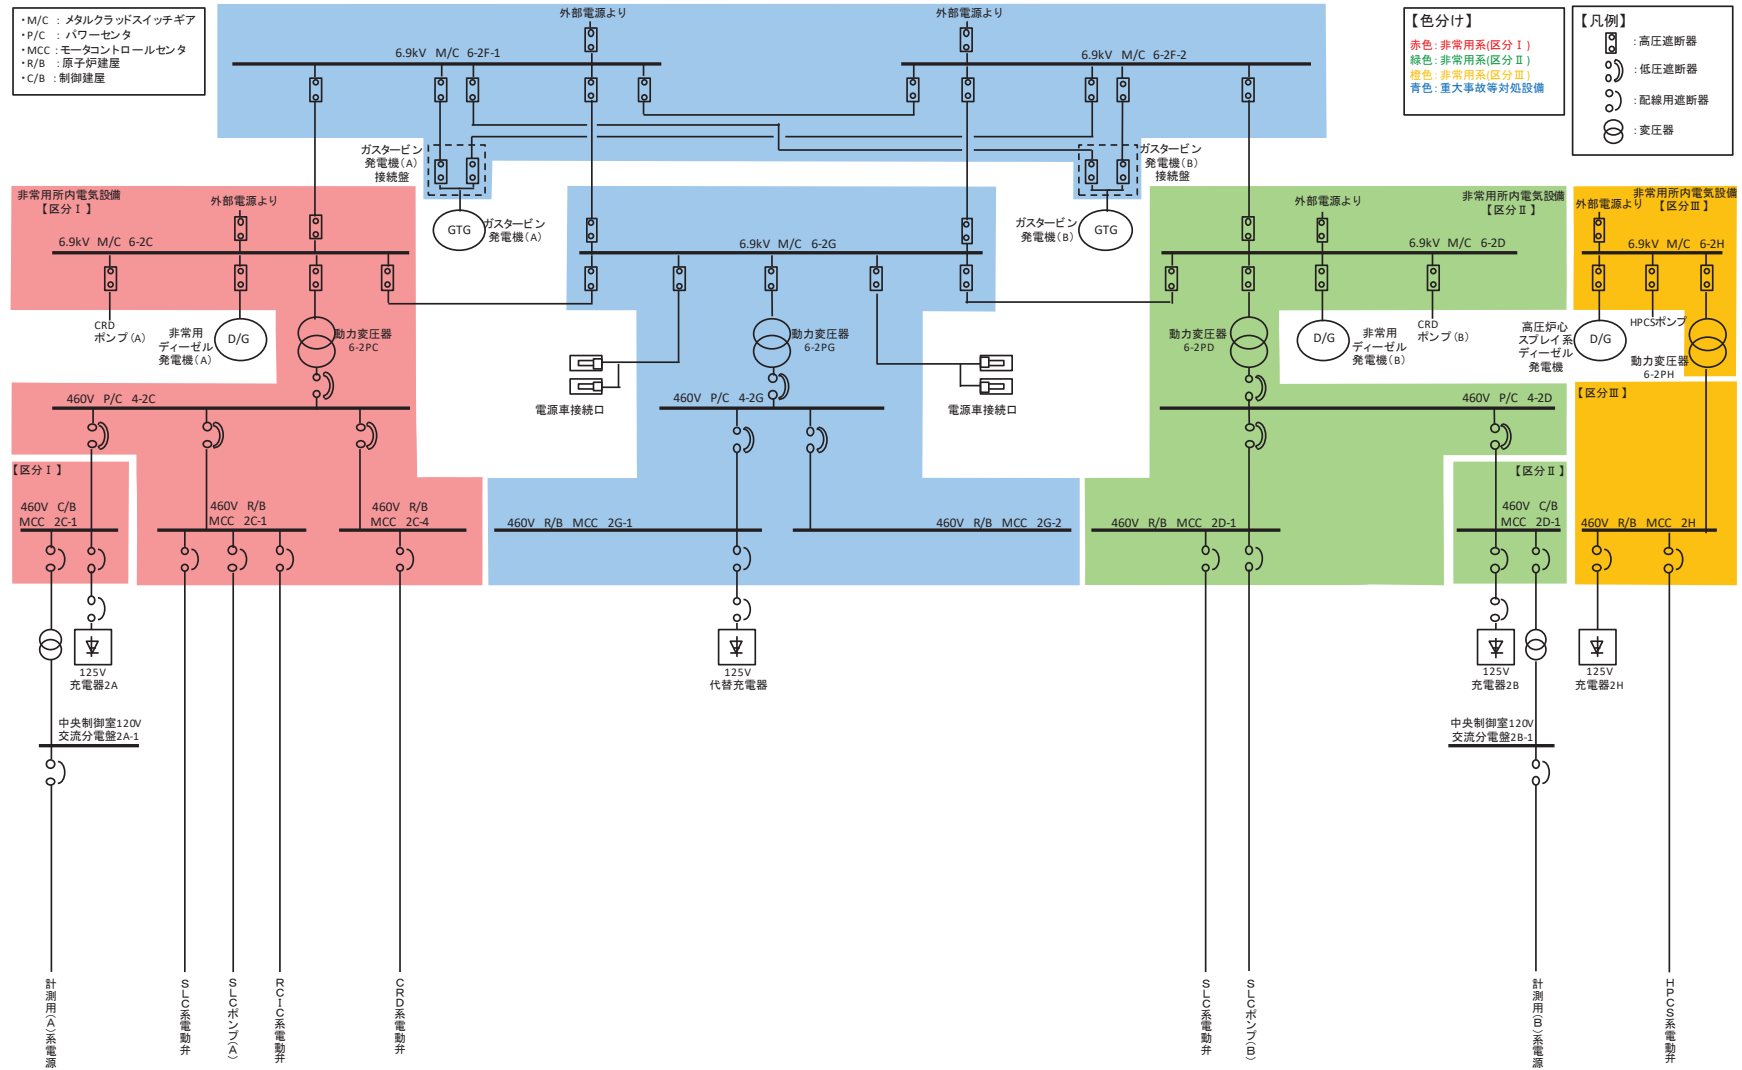 ・M/C ：メタルクラッドスイッチギア
・P/C ：パワーセンタ
・MCC：モータコントロールセンタ
・R/B ：原子炉建屋
・C/B ：制御建屋
外部電源より
外部電源より
6.9kV M/C 6-2F-1
6.9kV M/C 6-2F-2
【色分け】
赤色：非常用系(区分Ⅰ)
緑色：非常用系(区分Ⅱ)
橙色：非常用系(区分Ⅲ)
青色：重大事故等対処設備
【凡例】
：高圧遮断器
：低圧遮断器
：配線用遮断器
：変圧器
ガスタービン
発電機(A)
接続盤
ガスタービン
発電機(B)
接続盤
GTG
ガスタービン
発電機(A)
ガスタービン
発電機(B)
GTG
非常用所内電気設備
【区分Ⅰ】
外部電源より
6.9kV M/C 6-2C
6.9kV M/C 6-2G
外部電源より
非常用所内電気設備
【区分Ⅱ】
6.9kV M/C 6-2D
非常用所内電気設備
【区分Ⅲ】
外部電源より
6.9kV M/C 6-2H
CRD
ポンプ(A)
非常用
ディーゼル
発電機(A)
D/G
動力変圧器
6-2PC
動力変圧器
6-2PG
動力変圧器
6-2PD
D/G
非常用
ディーゼル
発電機(B)
CRD
ポンプ(B)
高圧炉心
スプレイ系
ディーゼル
発電機
D/G
HPCSポンプ
動力変圧器
6-2PH
電源車接続口
電源車接続口
460V P/C 4-2C
460V P/C 4-2G
460V P/C 4-2D
【区分Ⅲ】
【区分Ⅰ】
【区分Ⅱ】
460V C/B
MCC 2C-1
460V R/B
MCC 2C-1
460V R/B
MCC 2C-4
460V R/B MCC 2G-1
460V R/B MCC 2G-2
460V R/B MCC 2D-1
460V C/B
MCC 2D-1
460V R/B MCC 2H
125V
充電器2A
125V
代替充電器
125V
充電器2B
125V
充電器2H
中央制御室120V
交流分電盤2A-1
中央制御室120V
交流分電盤2B-1
計測用(A)系電源
SLC系電動弁
SLCポンプ(A)
RCIC系電動弁
CRD系電動弁
SLC系電動弁
SLCポンプ(B)
計測用(B)系電源
HPCS系電動弁